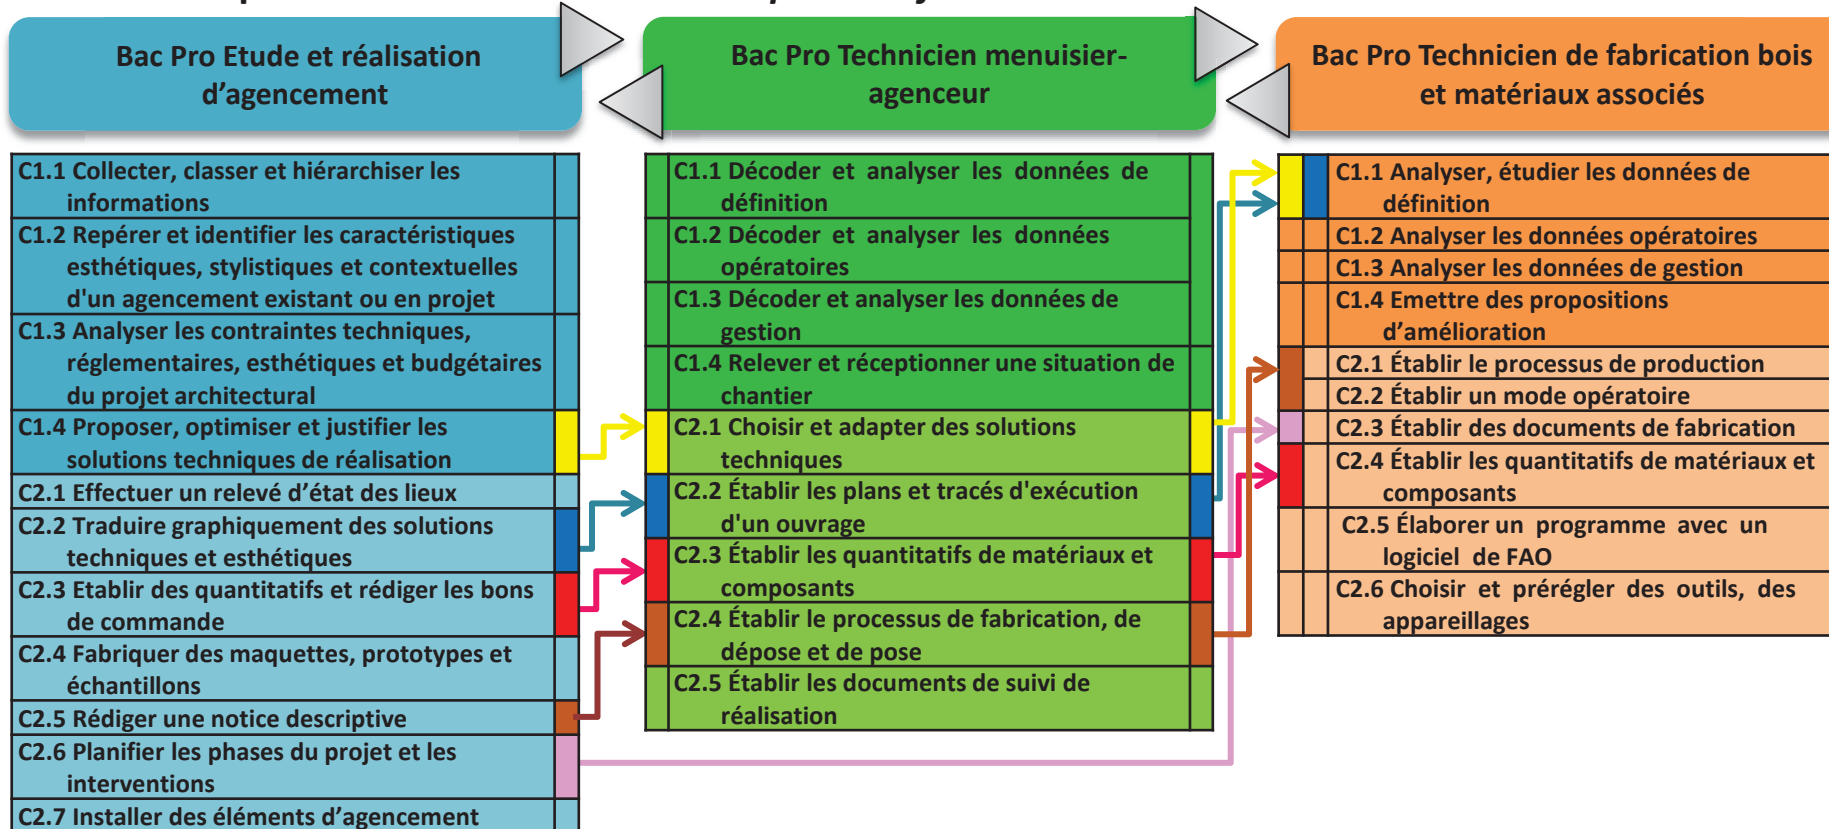 Bac Pro Etude et réalisation
d'agencement
Bac Pro Technicien menuisier-
agenceur
Bac Pro Technicien de fabrication bois
et matériaux associés
C1.1 Collecter, classer et hiérarchiser les
informations
C1.2 Repérer et identifier les caractéristiques
esthétiques, stylistiques et contextuelles
d'un agencement existant ou en projet
C1.3 Analyser les contraintes techniques,
réglementaires, esthétiques et budgétaires
du projet architectural
C1.4 Proposer, optimiser et justifier les
solutions techniques de réalisation
C2.1 Effectuer un relevé d'état des lieux
C2.2 Traduire graphiquement des solutions
techniques et esthétiques
C2.3 Etablir des quantitatifs et rédiger les bons
de commande
C2.4 Fabriquer des maquettes, prototypes et
échantillons
C2.5 Rédiger une notice descriptive
C2.6 Planifier les phases du projet et les
interventions
C2.7 Installer des éléments d'agencement
C1.1 Décoder et analyser les données de
définition
C1.2 Décoder et analyser les données
opératoires
C1.3 Décoder et analyser les données de
gestion
C1.4 Relever et réceptionner une situation de
chantier
C2.1 Choisir et adapter des solutions
techniques
C2.2 Établir les plans et tracés d'exécution
d'un ouvrage
C2.3 Établir les quantitatifs de matériaux et
composants
C2.4 Établir le processus de fabrication, de
dépose et de pose
C2.5 Établir les documents de suivi de
réalisation
C1.1 Analyser, étudier les données de
définition
C1.2 Analyser les données opératoires
C1.3 Analyser les données de gestion
C1.4 Emettre des propositions
d'amélioration
C2.1 Établir le processus de production
C2.2 Établir un mode opératoire
C2.3 Établir des documents de fabrication
C2.4 Établir les quantitatifs de matériaux et
composants
C2.5 Élaborer un programme avec un
logiciel de FAO
C2.6 Choisir et prérégler des outils, des
appareillages